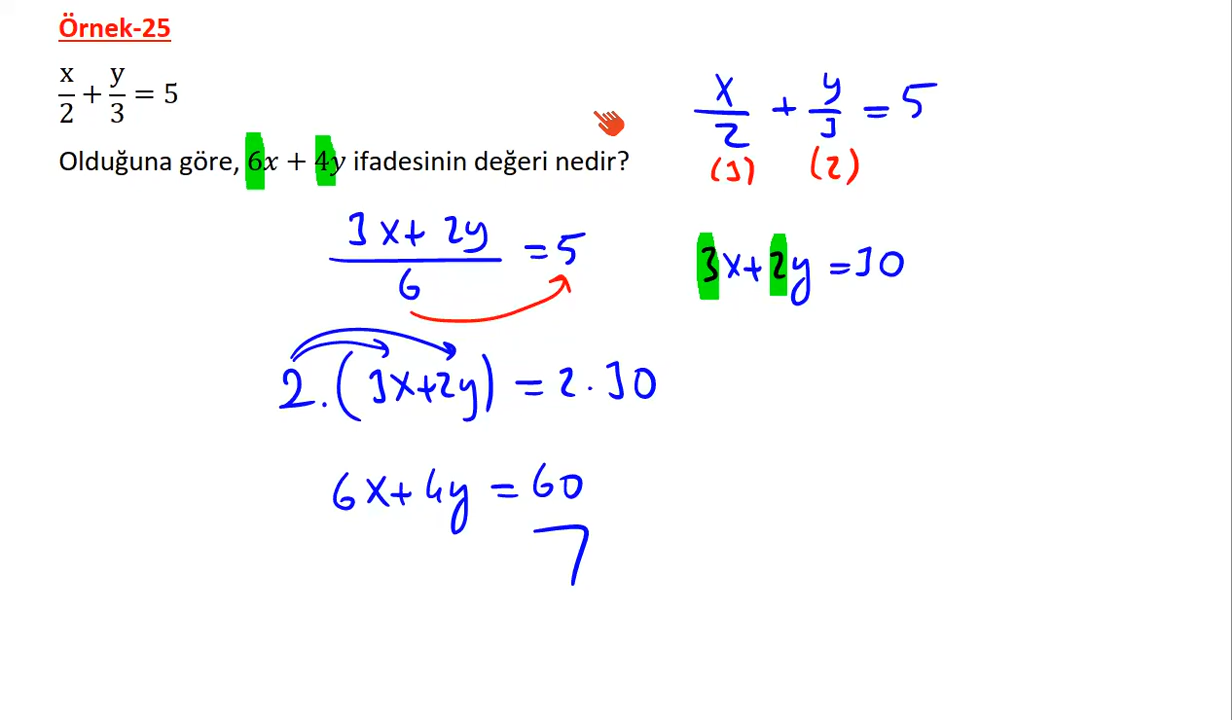 Örnek-25
x/2 + y/3 = 5
Olduğuna göre, 6x + 4y ifadesinin değeri nedir?
x/2 + y/3 = 5
(3) (2)
3x+2y/6 = 5
3x+2y=30
2.(3x+2y) = 2.30
6x+4y = 60